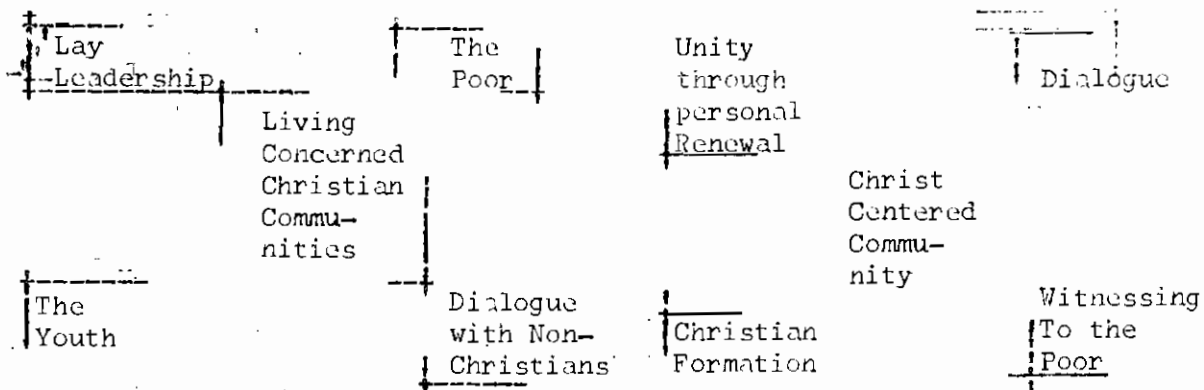 Lay
Leadership
The
Poor
Living
Concerned
Christian
Commu-
nities
The
Youth
Dialogue
with Non-
Christians
Unity
through
personal
Renewal
Dialogue
Christ
Centered
Commu-
nity
Christian
Formation
Witnessing
To the
Poor